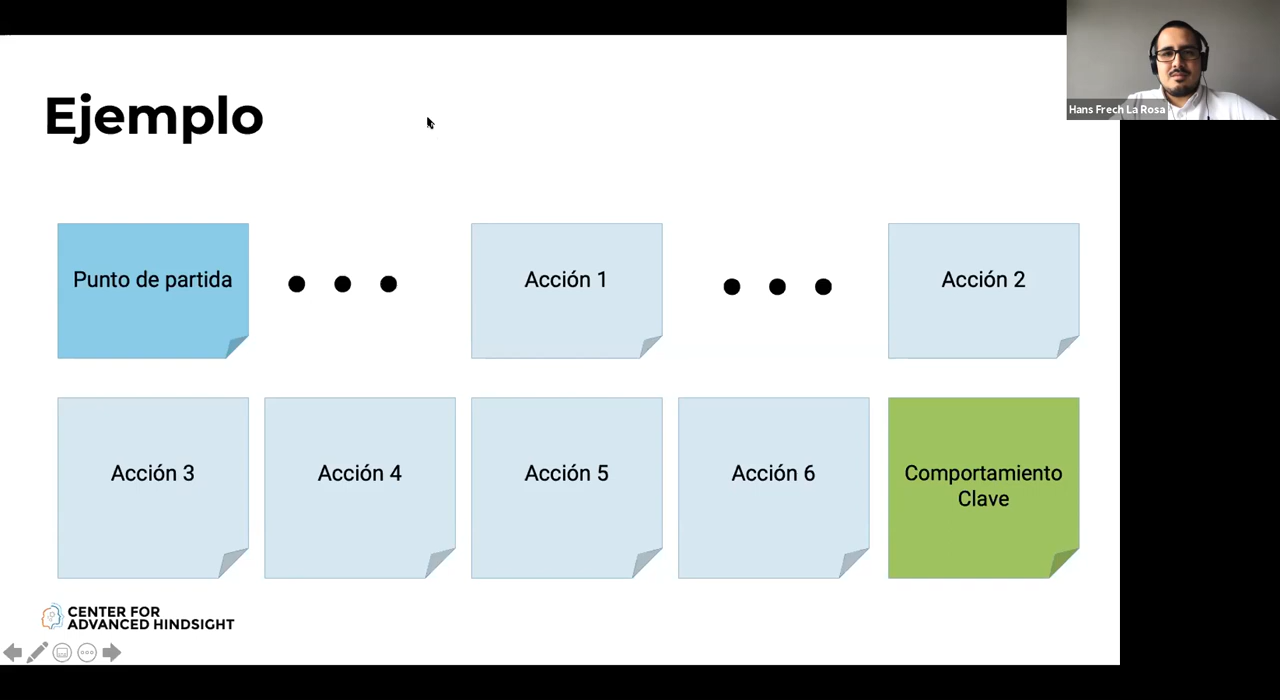 Hans Frech La Rosa
Ejemplo
Punto de partida
Acción 1
Acción 2
Acción 3
Acción 4
Acción 5
Acción 6
Comportamiento
Clave
CENTER FOR
ADVANCED HINDSIGHT